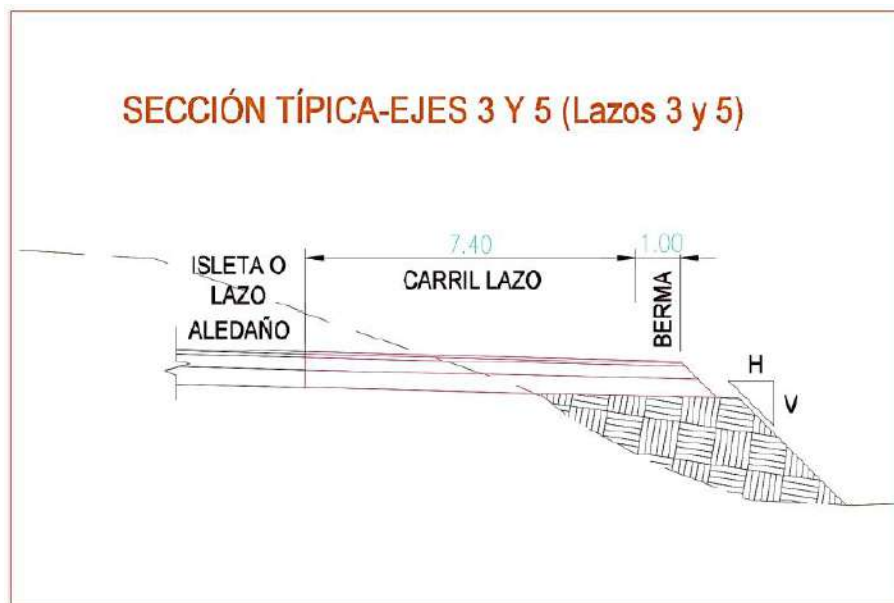 SECCIÓN TÍPICA-EJES 3 Y 5 (Lazos 3 y 5)
7.40
1.00
ISLETA O
LAZO
ALEDAÑO
CARRIL LAZO
BERMA
H
V